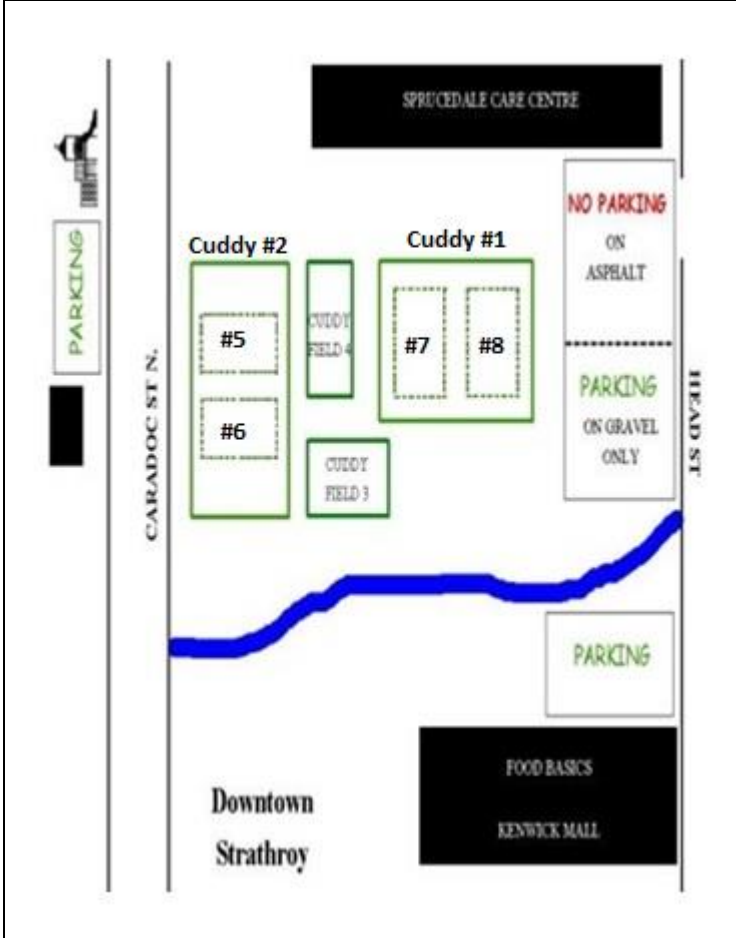 SPRUCEDALE CARE CENTRE
NO PARKING
ON
ASPHALT
PARKING
Cuddy #2
Cuddy #1
CUDDY
FIELD 4
#5
#7
#8
#6
PARKING
ON GRAVEL
ONLY
CARADOC ST N.
HEAD ST
CUDDY
FIELD 3
PARKING
FOOD BASICS
KENWICK MALL
Downtown
Strathroy